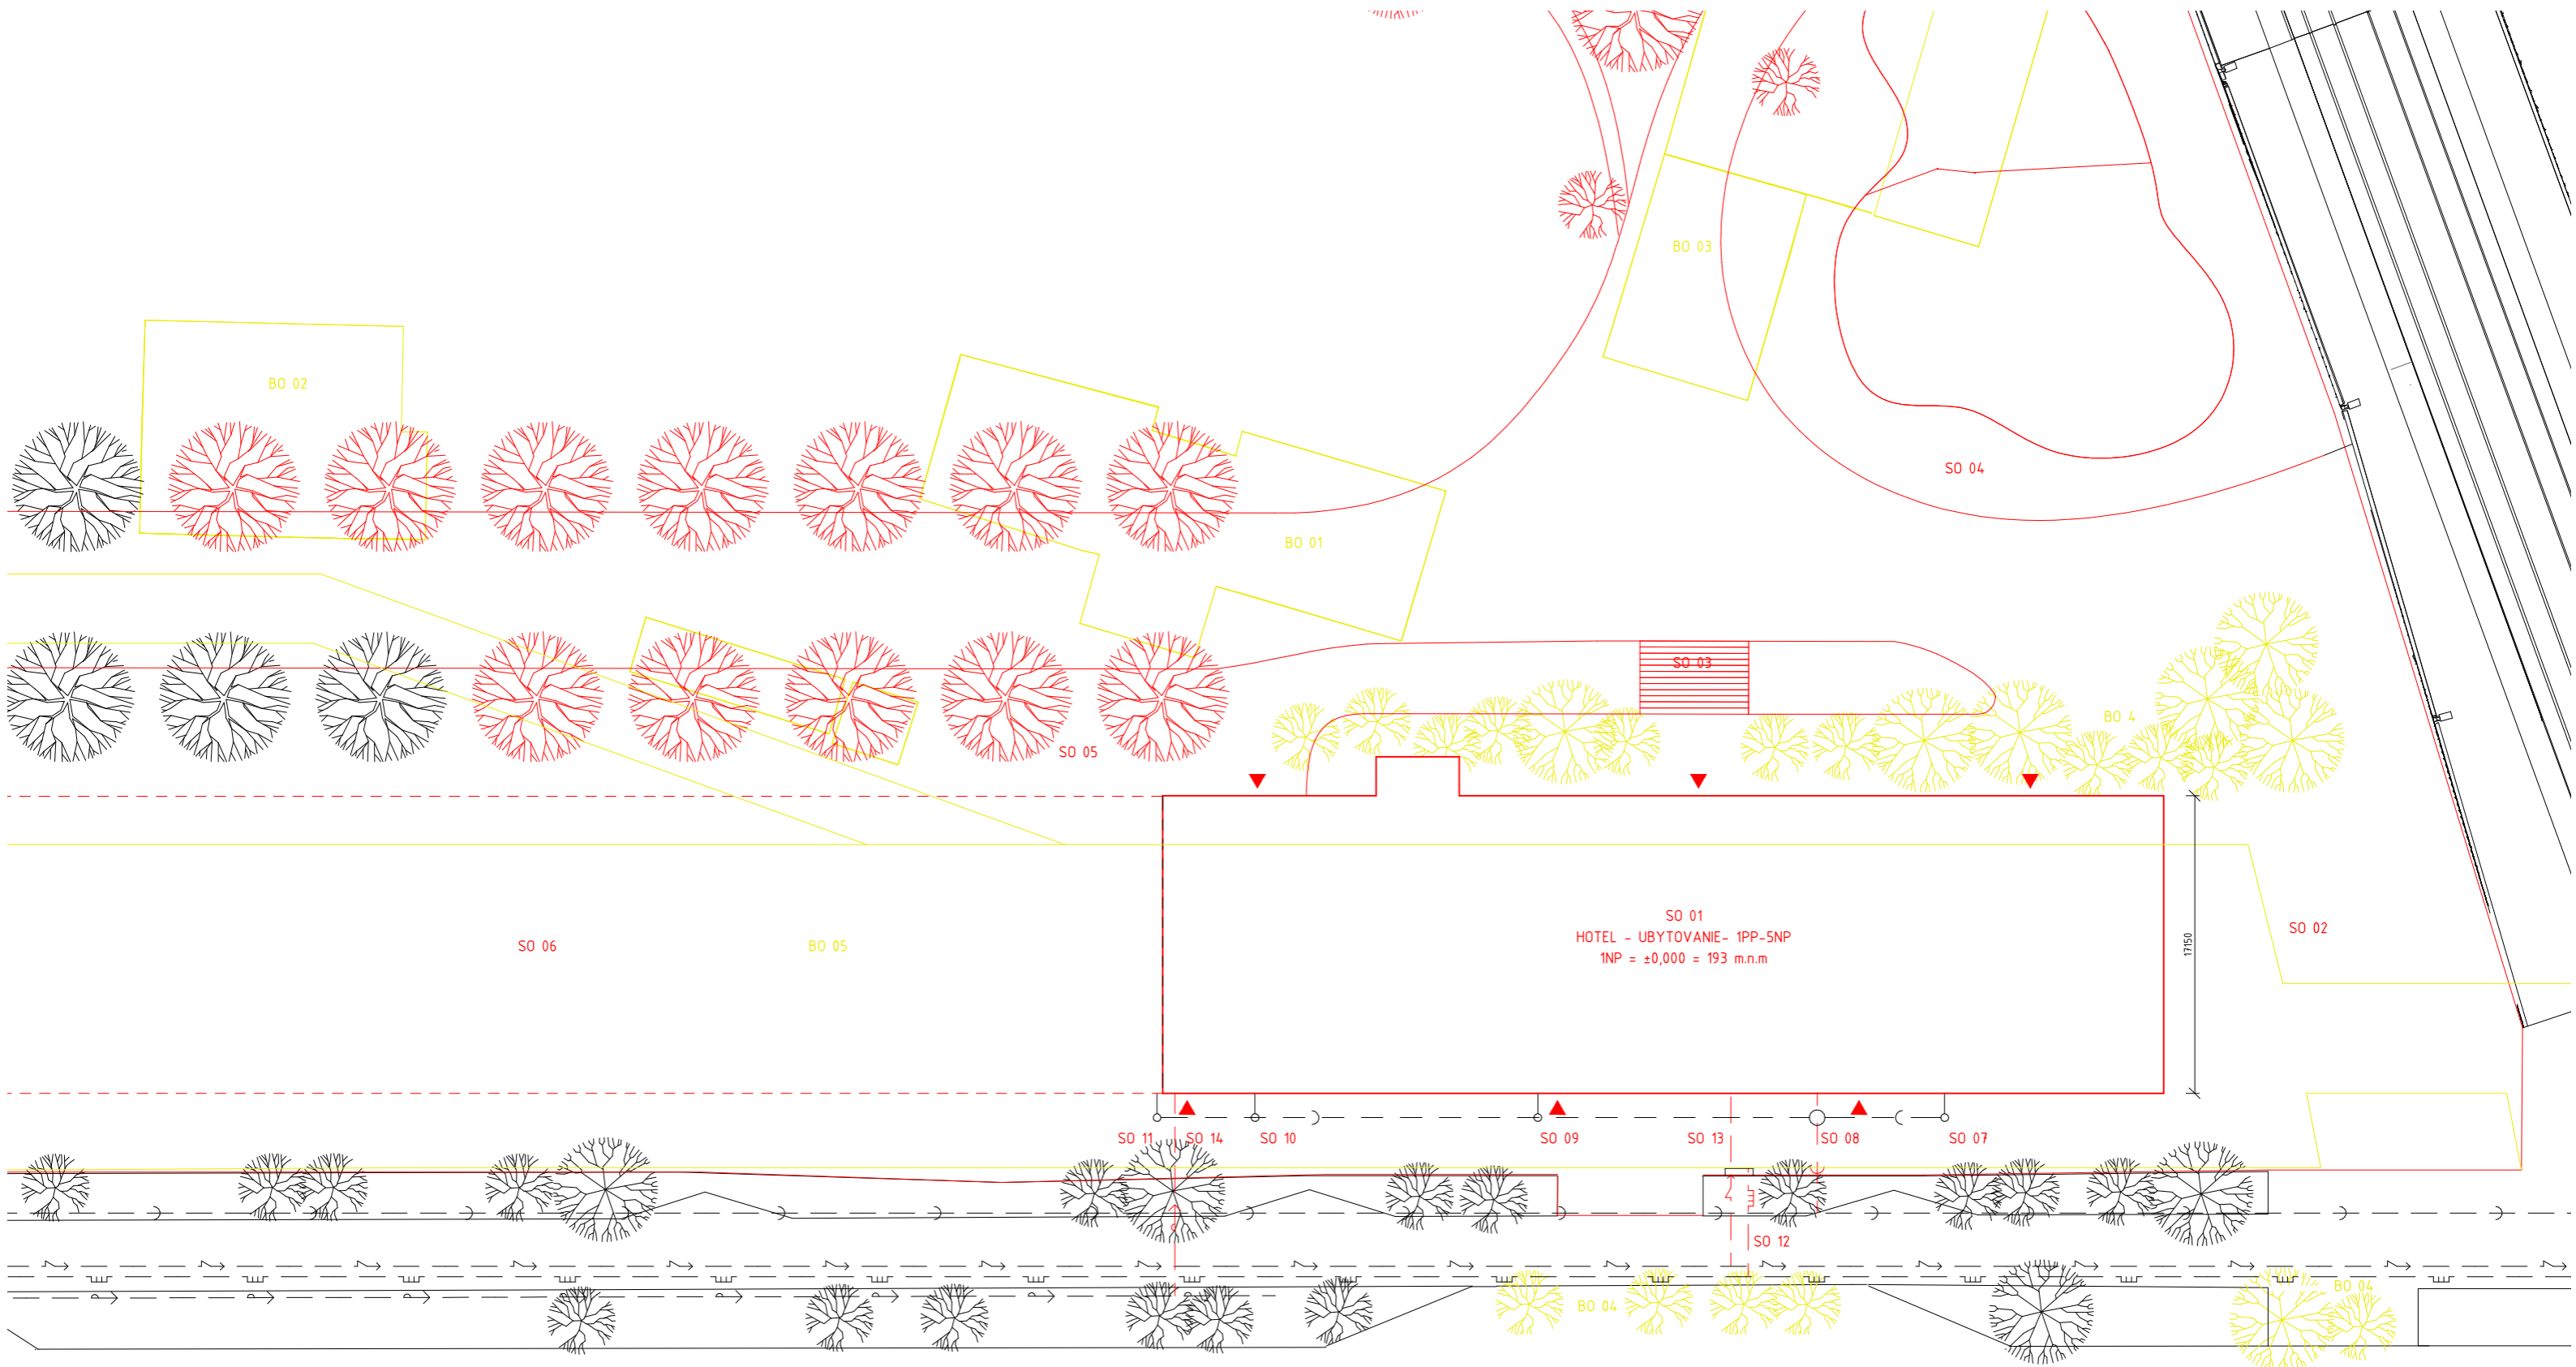 BO 03
BO 02
SO 04
BO 01
SO 03
BO 4
SO 05
SO 01
HOTEL - UBYTOVANIE- 1PP-5NP
1NP = ±0,000 = 193 m.n.m
SO 02
17150
SO 06
BO 05
SO 11
SO 14
SO 10
SO 09
SO 13
SO 08
SO 07
SO 12
BO 04
BO 04